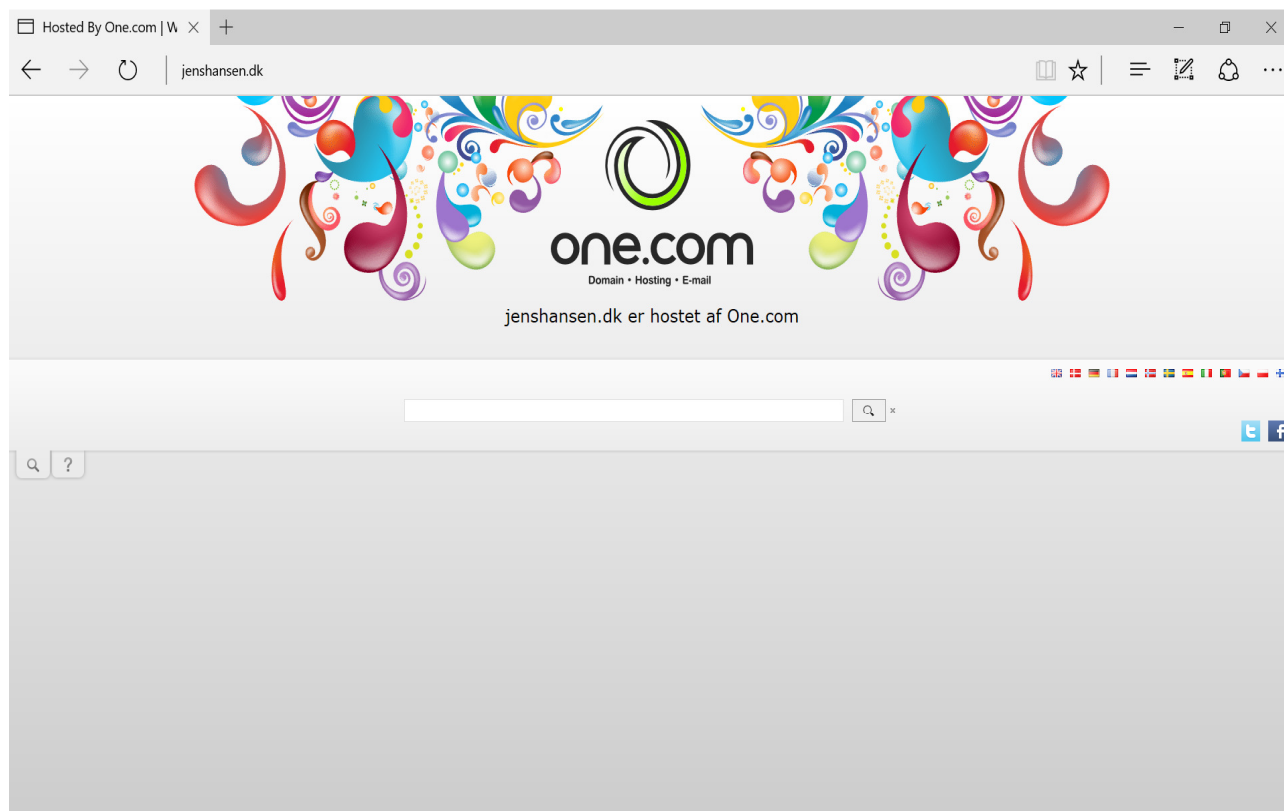 Hosted By One.com | W
jenshansen.dk
one.com
Domain • Hosting • E-mail
jenshansen.dk er hostet af One.com